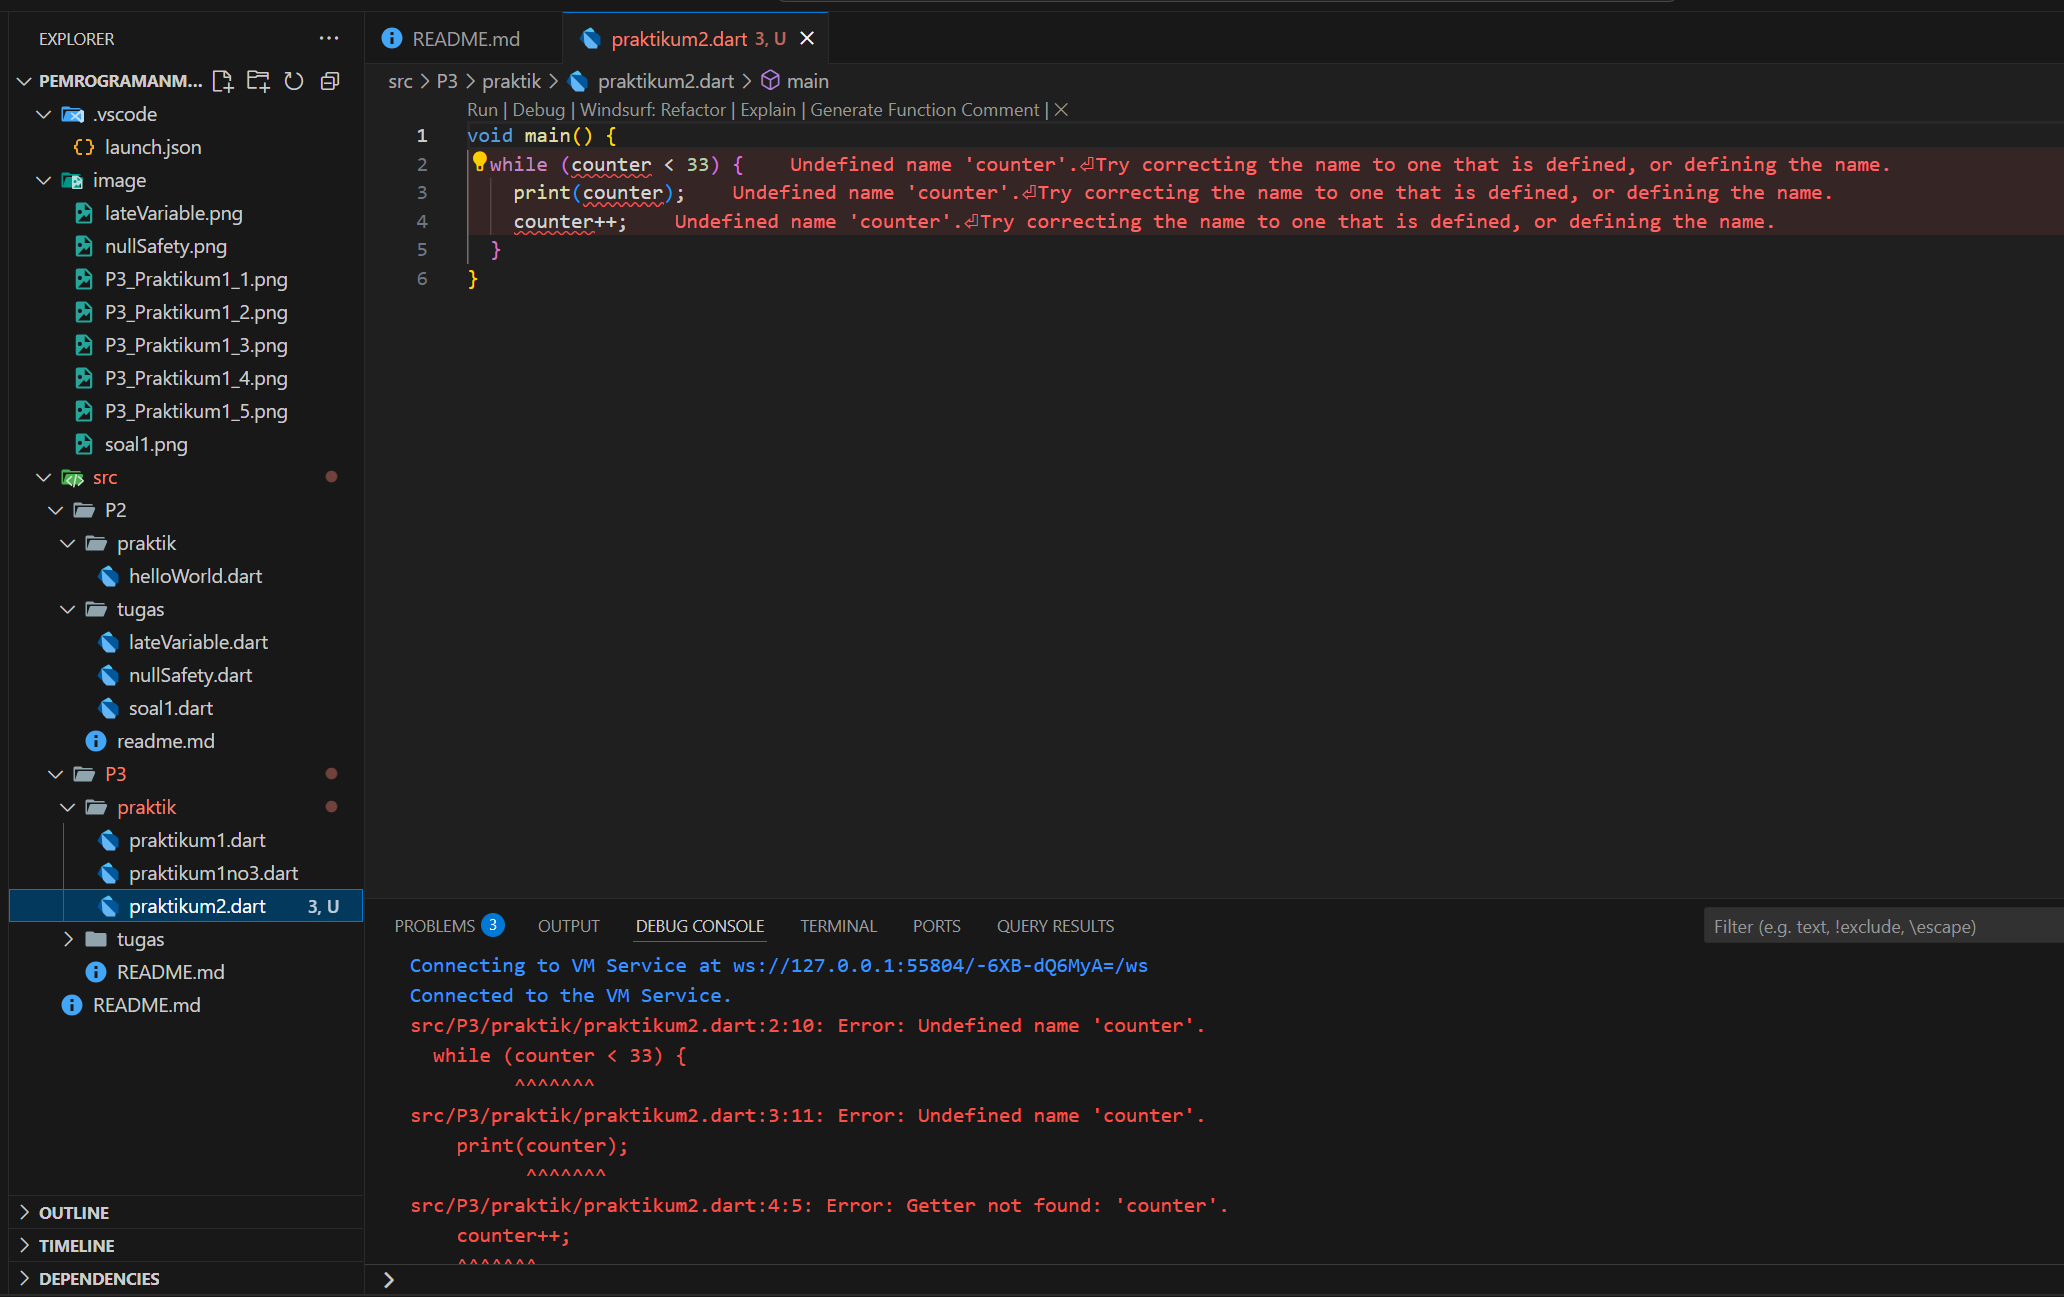 EXPLORER
PEMROGRAMANM...
.vscode
launch.json
image
lateVariable.png
nullSafety.png
P3_Praktikum1_1.png
P3_Praktikum1_2.png
P3_Praktikum1_3.png
P3_Praktikum1_4.png
P3_Praktikum1_5.png
soal1.png
src
P2
praktik
helloWorld.dart
tugas
lateVariable.dart
nullSafety.dart
soal1.dart
readme.md
P3
praktik
praktikum1.dart
praktikum1no3.dart
praktikum2.dart 3, U
tugas
README.md
README.md
OUTLINE
TIMELINE
DEPENDENCIES
README.md praktikum2.dart 3, U
src > P3 > praktik > praktikum2.dart > main
Run | Debug | Windsurf: Refactor | Explain | Generate Function Comment | ×
1 void main() {
2 while (counter < 33) { Undefined name 'counter'.⏎Try correcting the name to one that is defined, or defining the name.
3 print(counter); Undefined name 'counter'.⏎Try correcting the name to one that is defined, or defining the name.
4 counter++; Undefined name 'counter'.⏎Try correcting the name to one that is defined, or defining the name.
5 }
6 }
PROBLEMS 3 OUTPUT DEBUG CONSOLE TERMINAL PORTS QUERY RESULTS Filter (e.g. text, !exclude, \escape)
Connecting to VM Service at ws://127.0.0.1:55804/-6XB-dQ6MyA=/ws
Connected to the VM Service.
src/P3/praktik/praktikum2.dart:2:10: Error: Undefined name 'counter'.
while (counter < 33) {
^^^^^^^
src/P3/praktik/praktikum2.dart:3:11: Error: Undefined name 'counter'.
print(counter);
^^^^^^^
src/P3/praktik/praktikum2.dart:4:5: Error: Getter not found: 'counter'.
counter++;
^^^^^^^
>